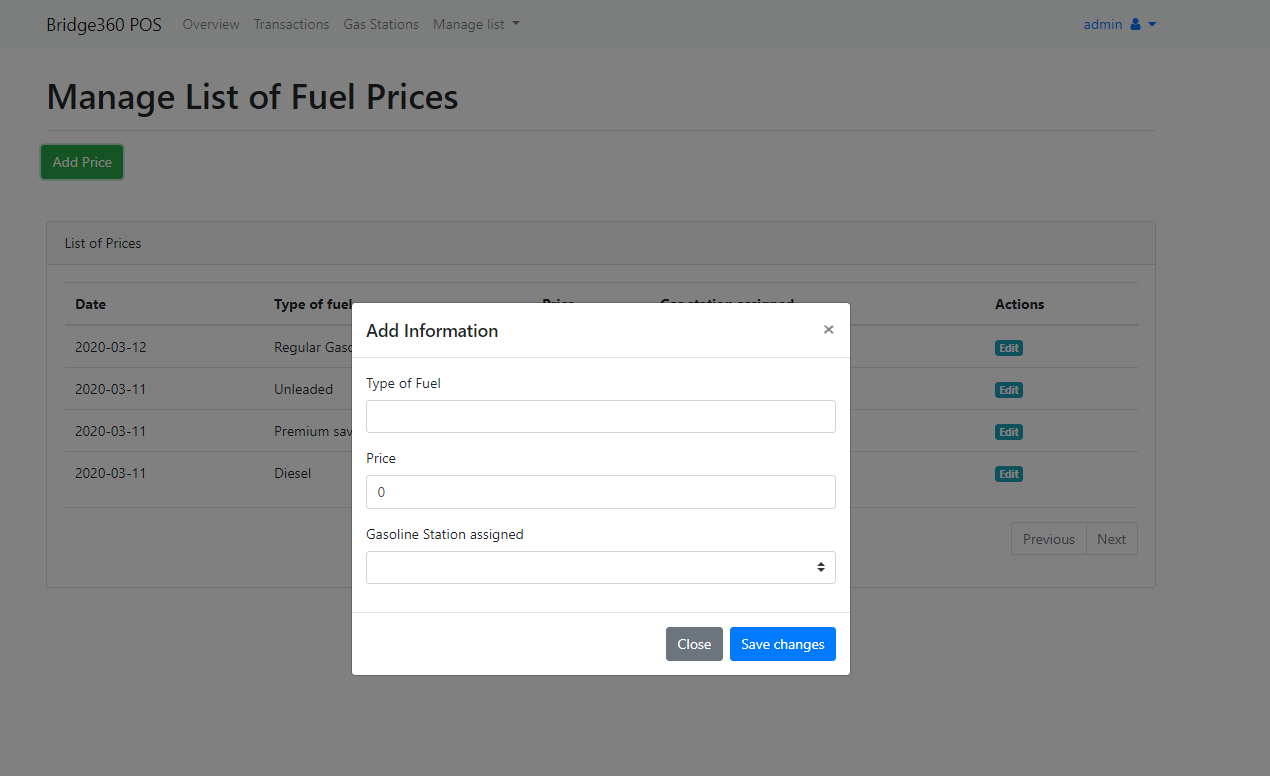 Bridge360 POS Overview Transactions Gas Stations Manage list admin
Manage List of Fuel Prices
Add Price
List of Prices
Date Type of fuel Price Gas station assigned Actions
2020-03-12 Regular Gaso Edit
2020-03-11 Unleaded Edit
2020-03-11 Premium sav Edit
2020-03-11 Diesel Edit
Previous Next
Add Information ×
Type of Fuel
Price
0
Gasoline Station assigned
Close Save changes